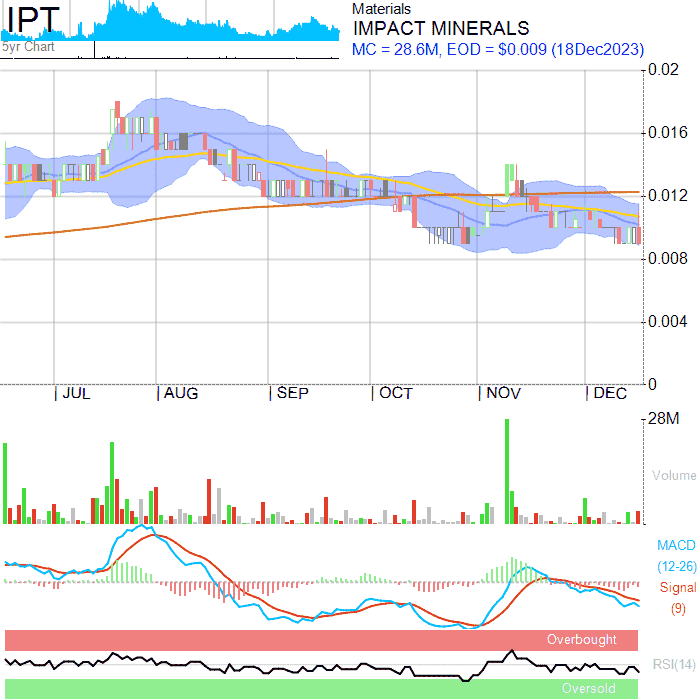 IPT
5yr Chart
Materials
IMPACT MINERALS
MC = 28.6M, EOD = $0.009 (18Dec2023)
0.02
0.016
0.012
0.008
0.004
0
JUL AUG SEP OCT NOV DEC
28M
Volume
MACD
(12-26)
Signal
(9)
Overbought
RSI(14)
Oversold